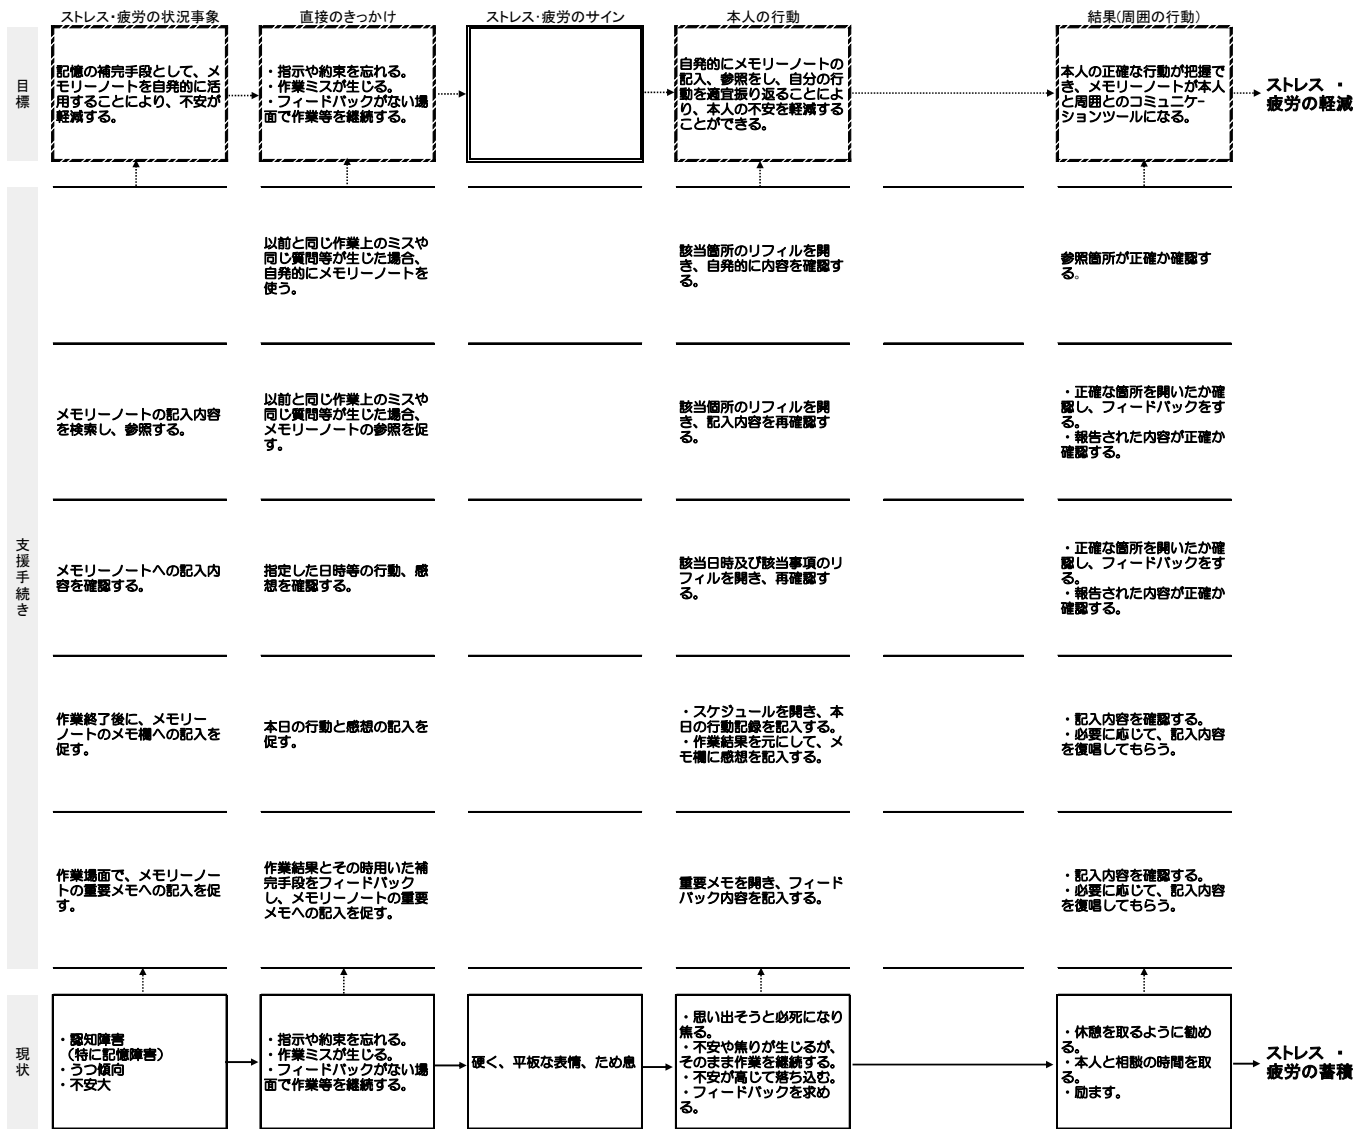 ストレス・疲労の状況事象
直接のきっかけ
ストレス・疲労のサイン
本人の行動
結果(周囲の行動)
目標
記憶の補完手段として、メ
モリーノートを自発的に活
用することにより、不安が
軽減する。
・指示や約束を忘れる。
・作業ミスが生じる。
・フィードバックがない場
面で作業等を継続する。
自発的にメモリーノートの
記入、参照をし、自分の行
動を適宜振り返ることによ
り、本人の不安を軽減する
ことができる。
本人の正確な行動が把握で
き、メモリーノートが本人
と周囲とのコミュニケー
ションツールになる。
ストレス・
疲労の軽減
支援手続き
以前と同じ作業上のミスや
同じ質問等が生じた場合、
自発的にメモリーノートを
使う。
該当箇所のリフィルを開
き、自発的に内容を確認す
る。
参照箇所が正確か確認す
る。
メモリーノートの記入内容
を検索し、参照する。
以前と同じ作業上のミスや
同じ質問等が生じた場合、
メモリーノートの参照を促
す。
該当個所のリフィルを開
き、記入内容を再確認す
る。
・正確な箇所を開いたか確
認し、フィードバックをす
る。
・報告された内容が正確か
確認する。
メモリーノートへの記入内
容を確認する。
指定した日時等の行動、感
想を確認する。
該当日時及び該当事項のリ
フィルを開き、再確認す
る。
・正確な箇所を開いたか確
認し、フィードバックをす
る。
・報告された内容が正確か
確認する。
作業終了後に、メモリー
ノートのメモ欄への記入を
促す。
本日の行動と感想の記入を
促す。
・スケジュールを開き、本
日の行動記録を記入する。
・作業結果を元にして、メ
モ欄に感想を記入する。
・記入内容を確認する。
・必要に応じて、記入内容
を復唱してもらう。
作業場面で、メモリーノー
トの重要メモへの記入を促
す。
作業結果とその時用いた補
完手段をフィードバック
し、メモリーノートの重要
メモへの記入を促す。
重要メモを開き、フィード
バック内容を記入する。
・記入内容を確認する。
・必要に応じて、記入内容
を復唱してもらう。
現状
・認知障害
（特に記憶障害）
・うつ傾向
・不安大
・指示や約束を忘れる。
・作業ミスが生じる。
・フィードバックがない場
面で作業等を継続する。
硬く、平板な表情、ため息
・思い出そうと必死になり
焦る。
・不安や焦りが生じるが、
そのまま作業を継続する。
・不安が高じて落ち込む。
・フィードバックを求め
る。
・休憩を取るように勧め
る。
・本人と相談の時間を取
る。
・励ます。
ストレス・
疲労の蓄積